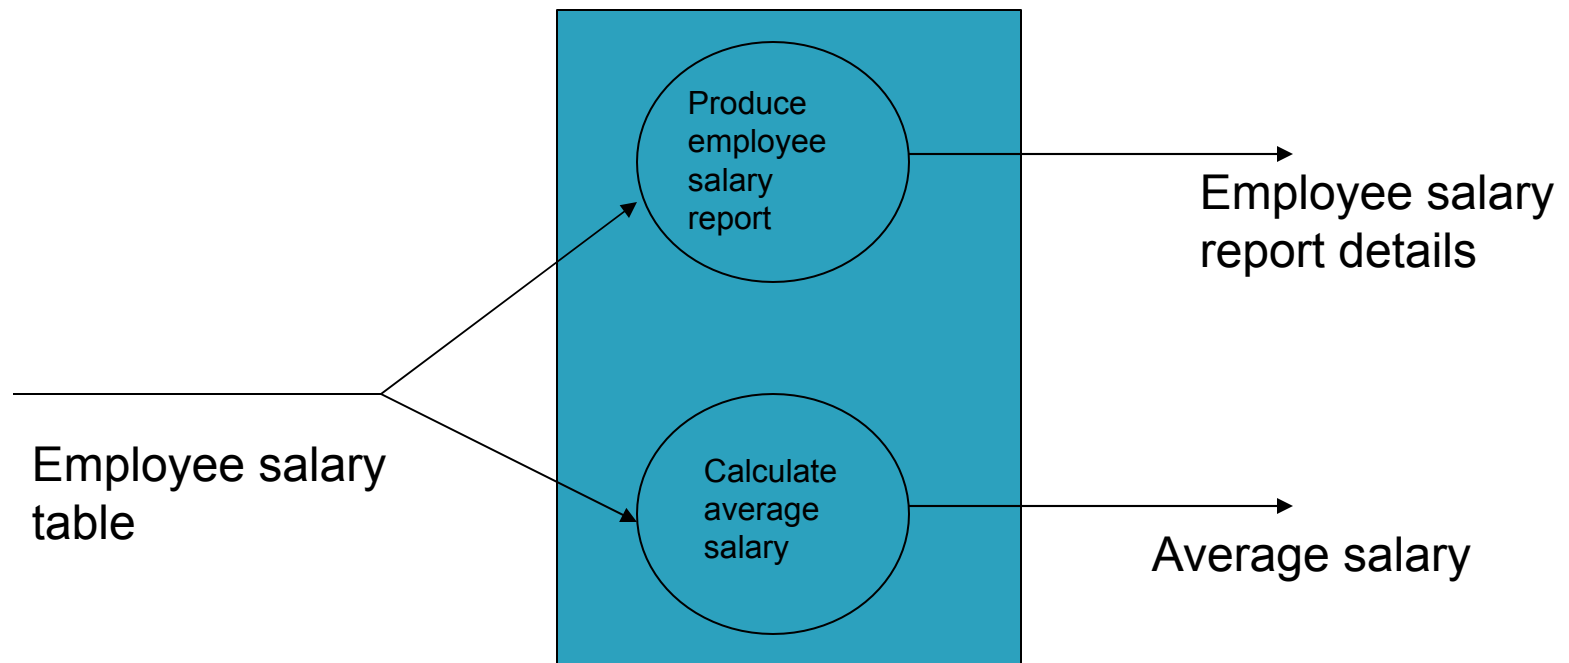 Produce
employee
salary
report
Employee salary
report details
Employee salary
table
Calculate
average
salary
Average salary